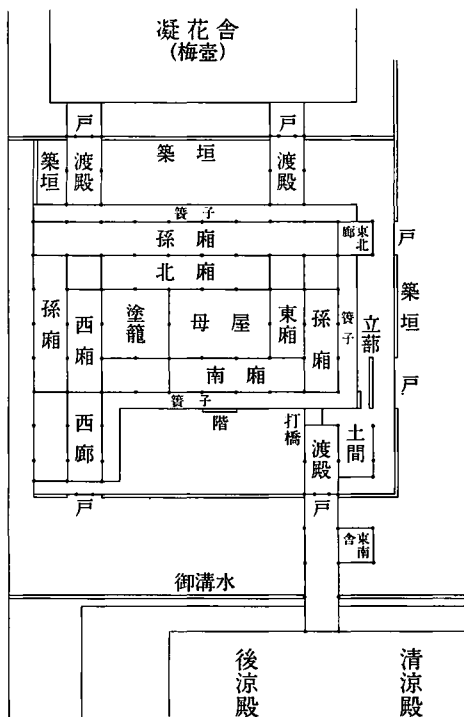 凝花舎
(梅壺)
戸
戸
築垣
渡殿
築垣
渡殿
簀子
孫廂
東北廊
戸
北廂
孫廂
西廂
塗籠
母屋
東廂
孫廂
簀子
立蔀
築垣
南廂
戸
簀子
階
打橋
西廊
渡殿
土間
戸
戸
東南舎
御溝水
後涼殿
清涼殿